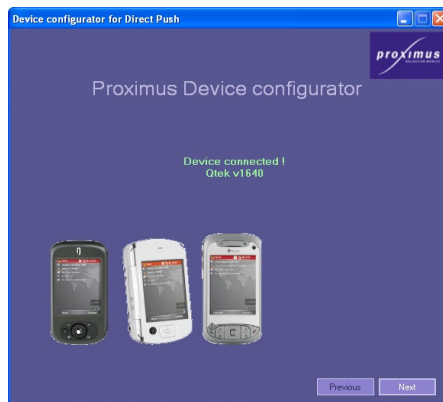 Device configurator for Direct Push
proximus
Proximus Device configurator
Device connected !
Qtek v1640
Previous
Next